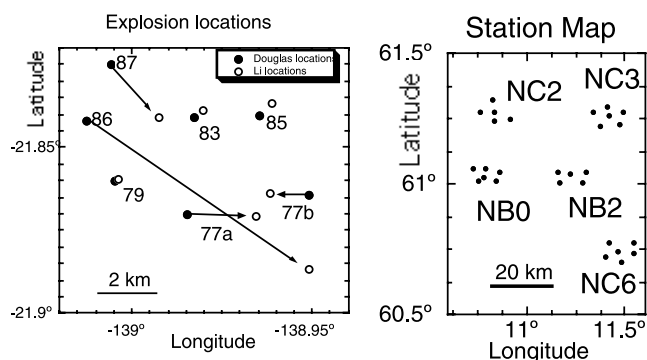 Explosion locations
Latitude
-21.85°
-21.9°
87
86
83
85
79
77a
77b
Douglas locations
Li locations
2 km
-139°
-138.95°
Longitude
Station Map
Latitude
61.5°
61°
60.5°
NC2
NC3
NB0
NB2
NC6
20 km
11°
11.5°
Longitude